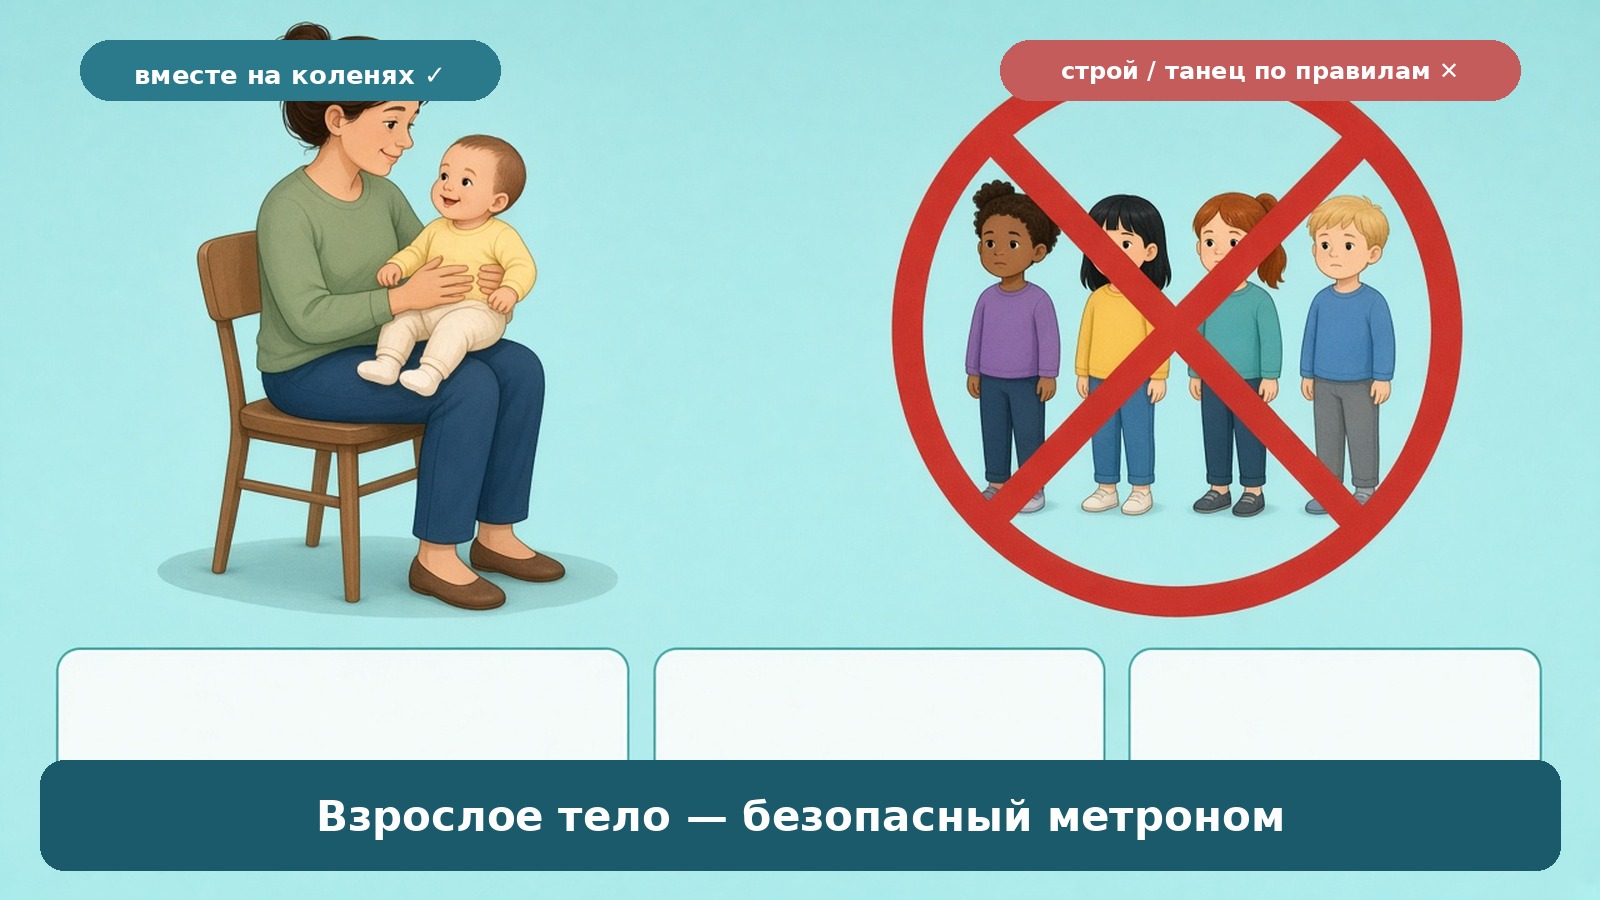 вместе на коленях ✓
строй / танец по правилам ✕
Взрослое тело — безопасный метроном